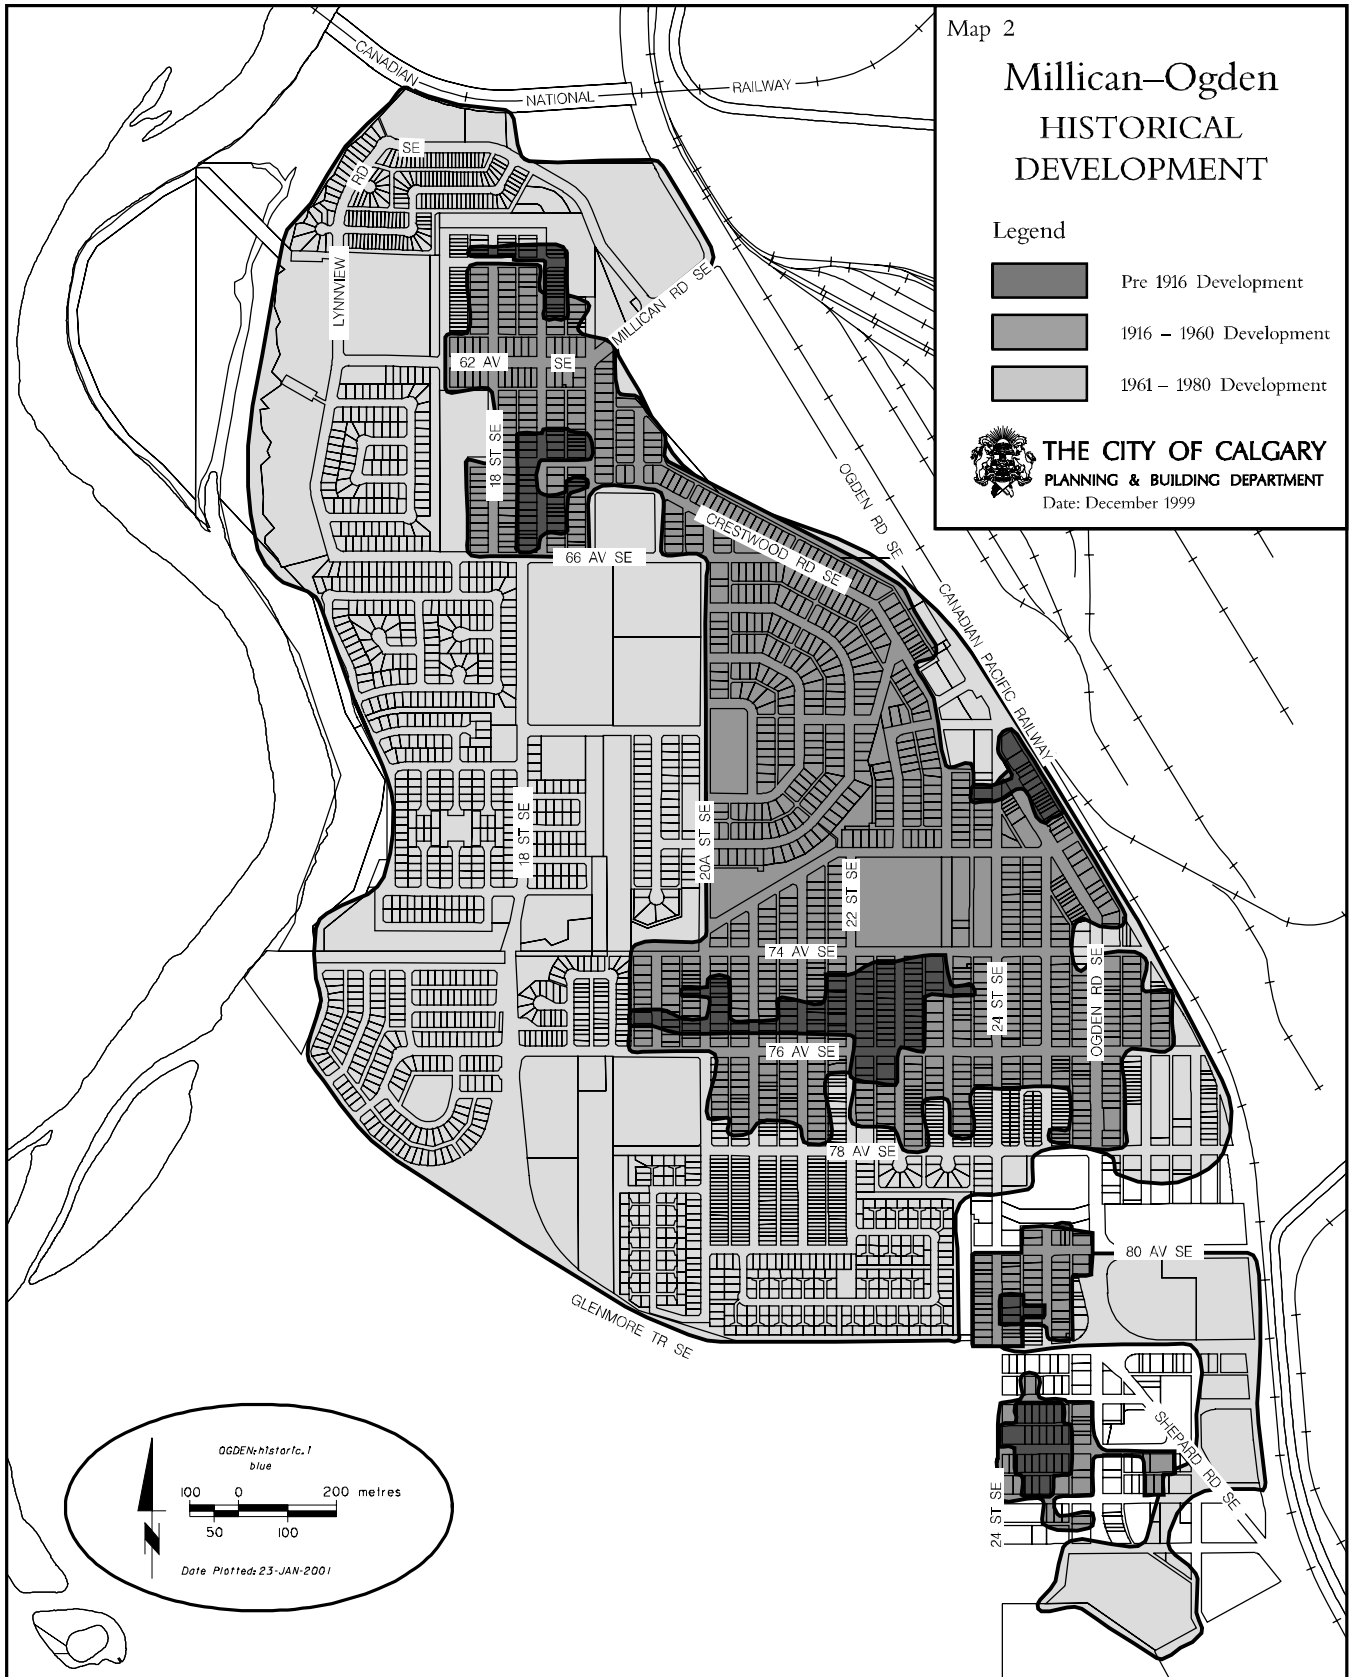 Map 2
Millican–Ogden
HISTORICAL
DEVELOPMENT
Legend
Pre 1916 Development
1916 – 1960 Development
1961 – 1980 Development
THE CITY OF CALGARY
PLANNING & BUILDING DEPARTMENT
Date: December 1999
CANADIAN
NATIONAL
RAILWAY
SE
RD
LYNNVIEW
MILLICAN RD SE
62 AV
SE
18 ST SE
OGDEN RD SE
CRESTWOOD RD SE
66 AV SE
CANADIAN PACIFIC RAILWAY
18 ST SE
20A ST SE
22 ST SE
74 AV SE
24 ST SE
OGDEN RD SE
76 AV SE
78 AV SE
80 AV SE
GLENMORE TR SE
SHEPARD RD SE
24 ST SE
OGDEN:historic.1
blue
100 0 200 metres
50 100
Date Plotted: 23-JAN-2001